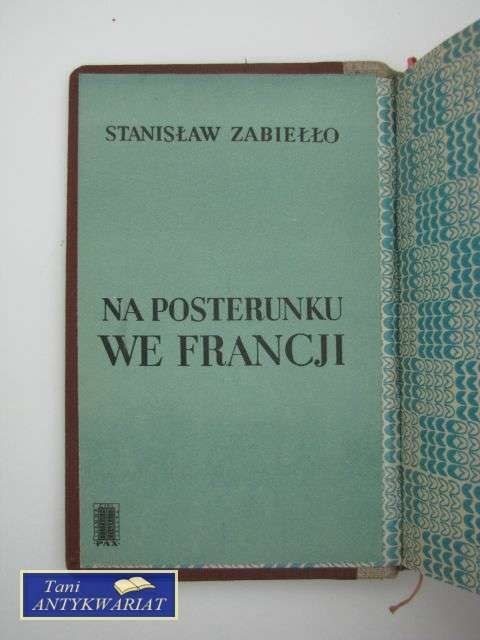 STANISŁAW ZABIEŁŁO
NA POSTERUNKU
WE FRANCJI
PAX
Tani
ANTYKWARIAT